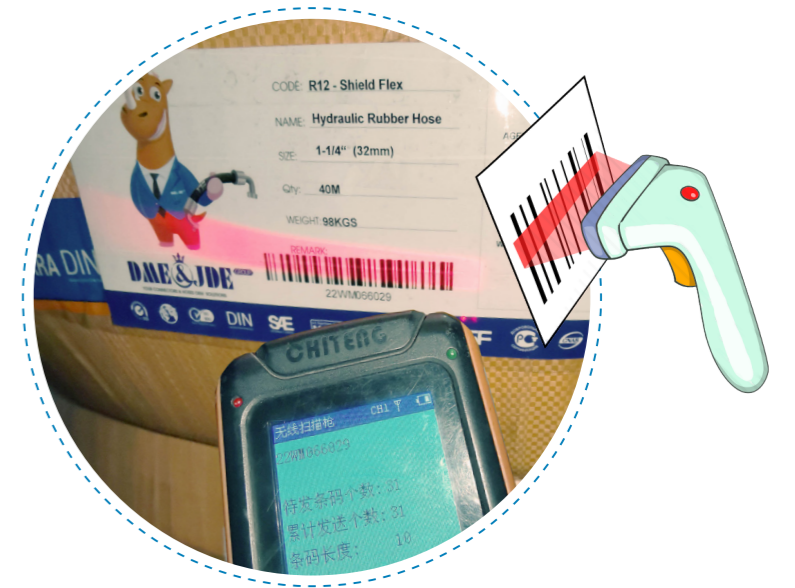 CODE: R12 - Shield Flex
NAME: Hydraulic Rubber Hose
SIZE: 1-1/4" (32mm)
Qty: 40M
WEIGHT: 98KGS
REMARK:
DME&JDE
22WM066029
RA DIN
DIN
SAE
CHITENG
无线扫描枪 CH1
22WM066029
待发条码个数: 31
累计发送个数: 31
条码长度: 10